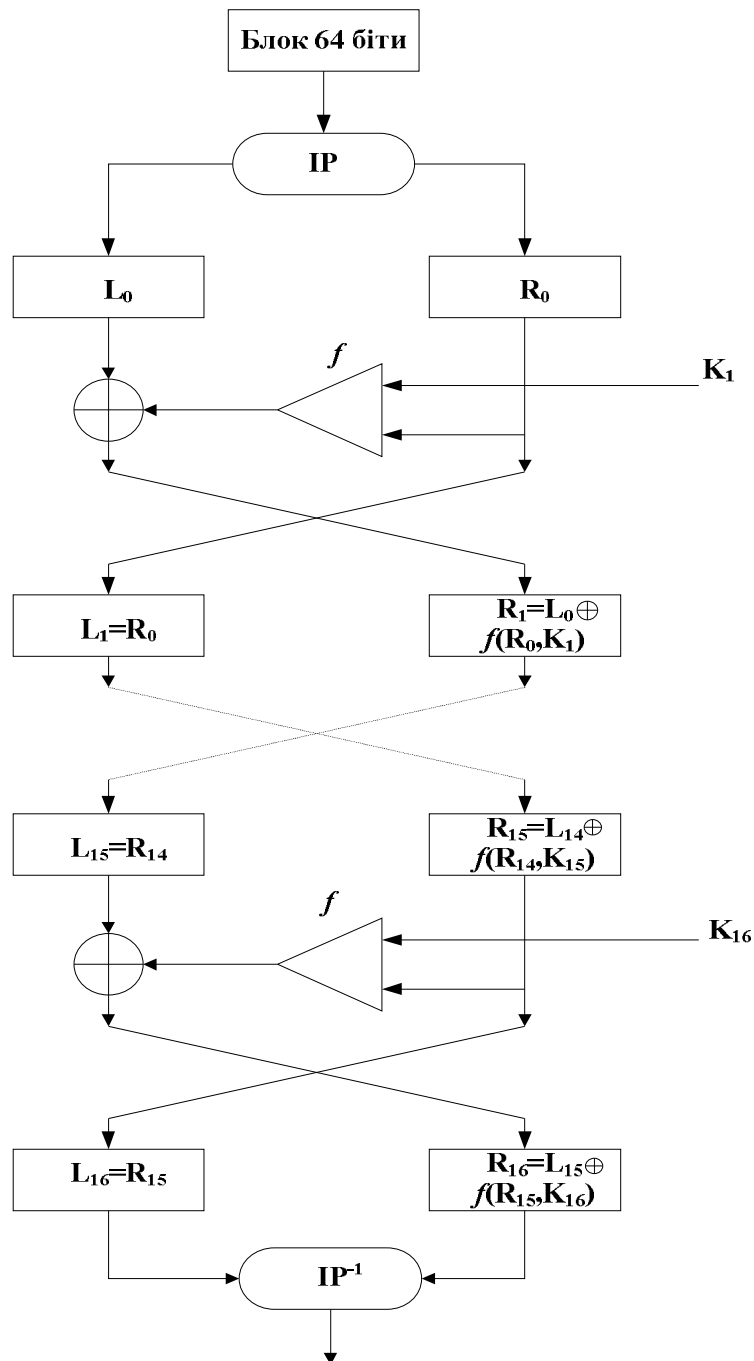 Блок 64 біти
IP
L₀
R₀
f
K₁
L₁=R₀
R₁=L₀⊕
f(R₀,K₁)
L₁₅=R₁₄
R₁₅=L₁₄⊕
f(R₁₄,K₁₅)
f
K₁₆
L₁₆=R₁₅
R₁₆=L₁₅⊕
f(R₁₅,K₁₆)
IP⁻¹